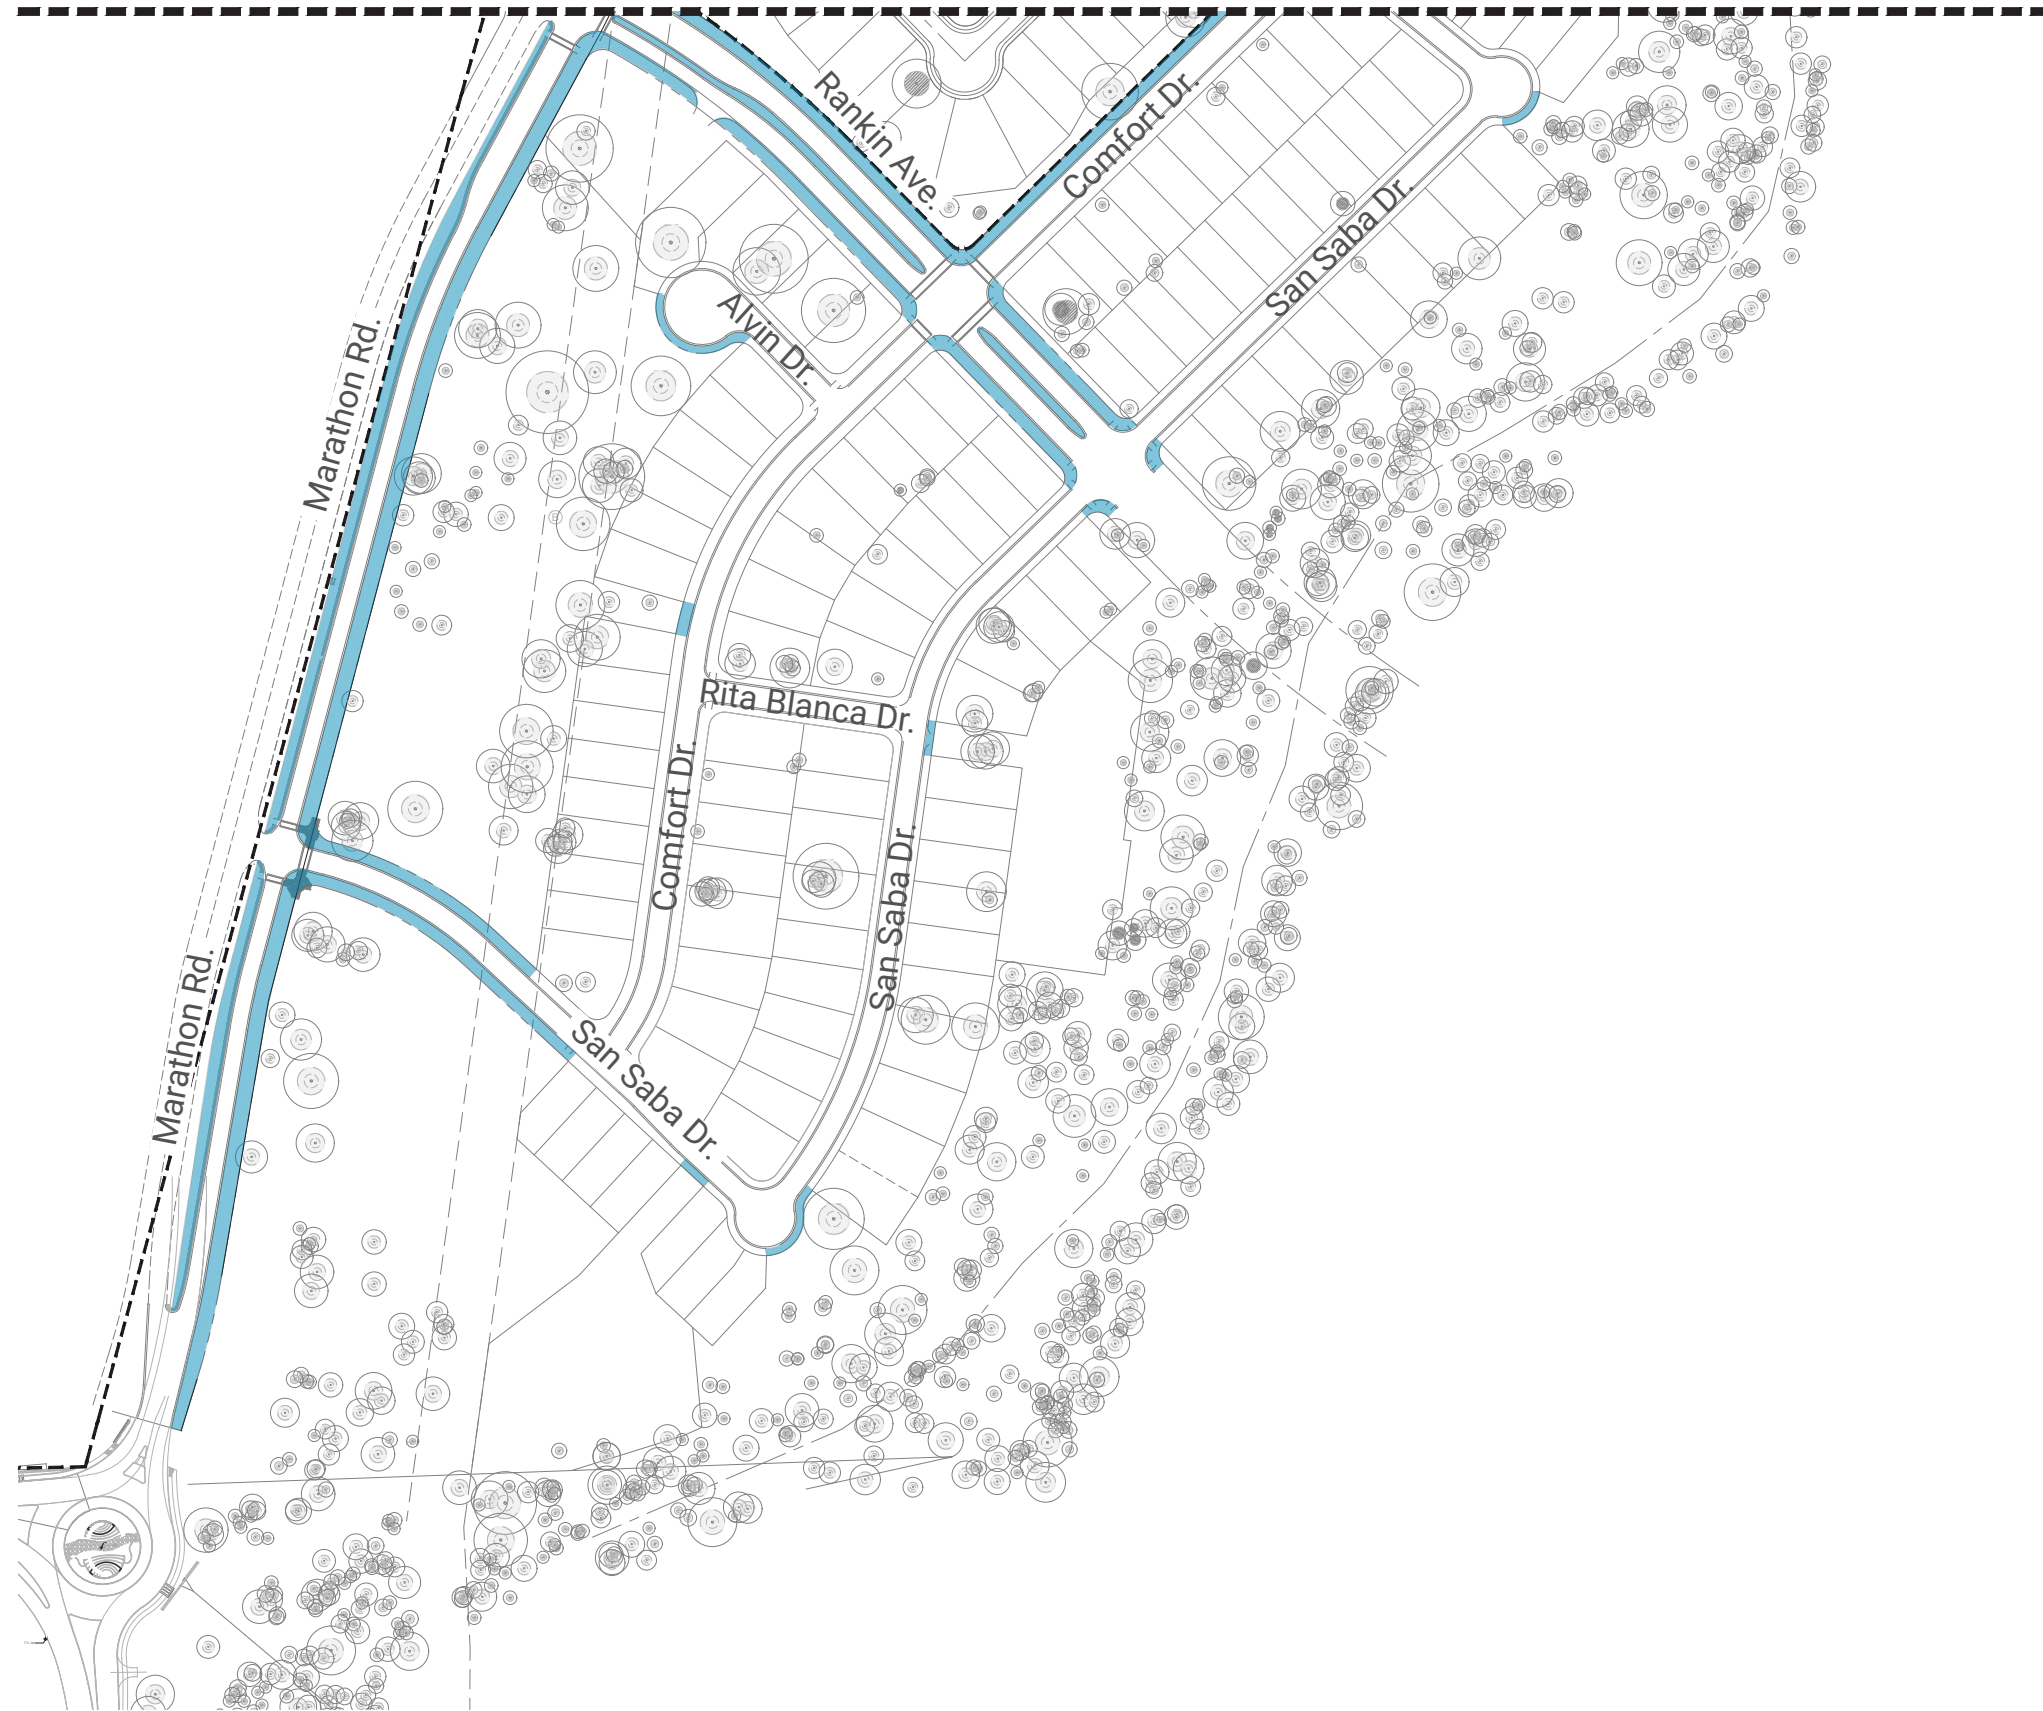 Rankin Ave.
Comfort Dr.
San Saba Dr.
Alvin Dr.
Marathon Rd.
Rita Blanca Dr.
Comfort Dr.
San Saba Dr.
Marathon Rd.
San Saba Dr.